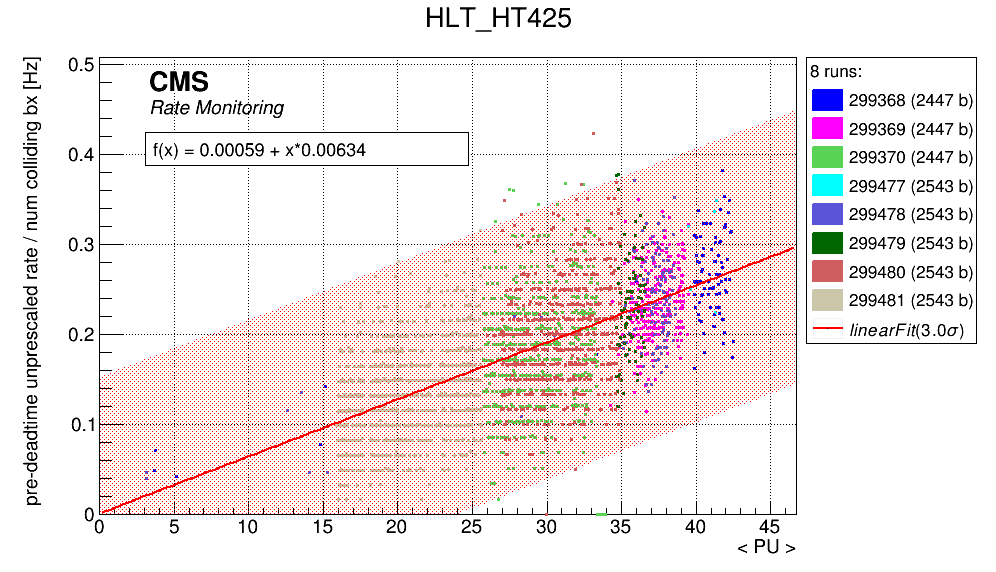 HLT_HT425
pre-deadtime unprescaled rate / num colliding bx [Hz]
0.5
0.4
0.3
0.2
0.1
0
CMS
Rate Monitoring
f(x) = 0.00059 + x*0.00634
0 5 10 15 20 25 30 35 40 45
< PU >
8 runs:
299368 (2447 b)
299369 (2447 b)
299370 (2447 b)
299477 (2543 b)
299478 (2543 b)
299479 (2543 b)
299480 (2543 b)
299481 (2543 b)
linearFit(3.0σ)